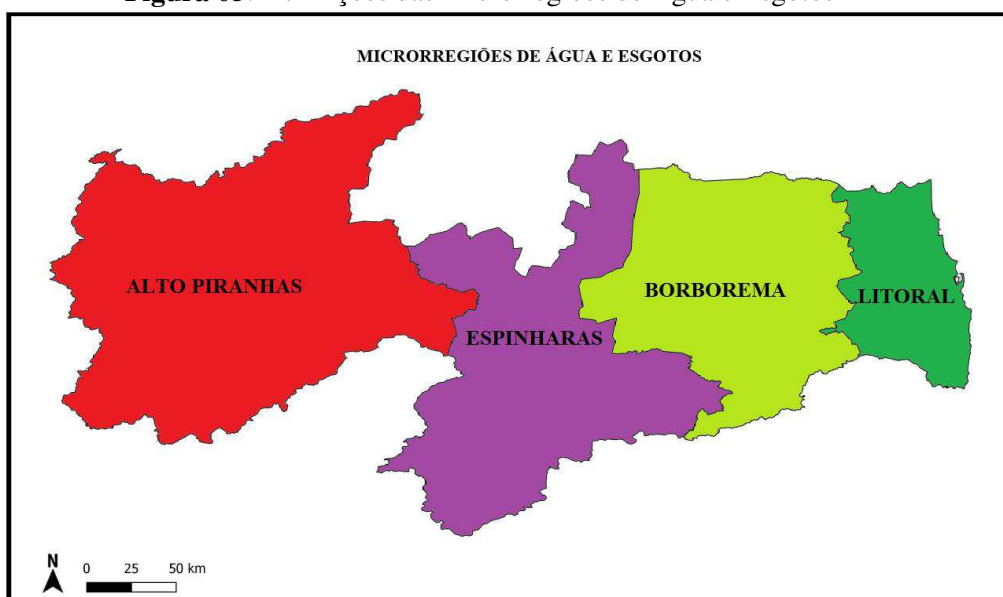 MICRORREGIÕES DE ÁGUA E ESGOTOS
ALTO PIRANHAS
ESPINHARAS
BORBOREMA
LITORAL
N
0 25 50 km